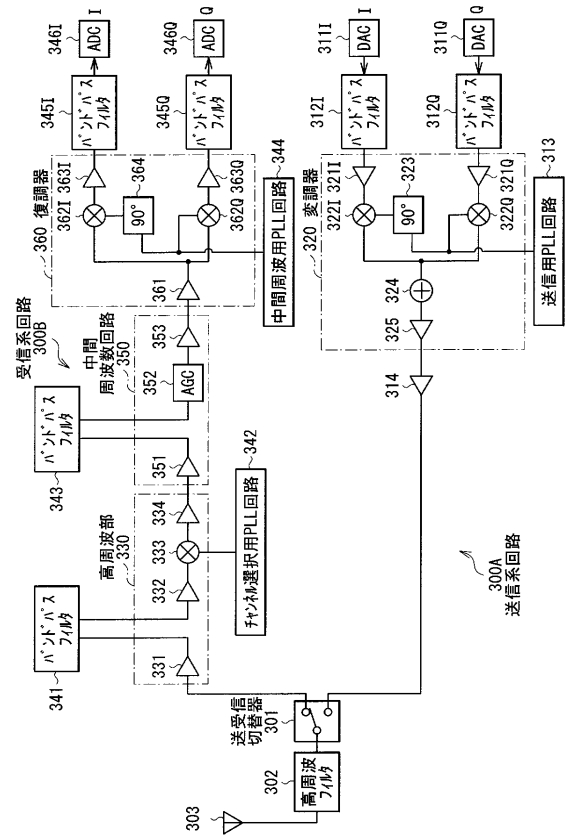 受信系回路
300B
341
バンドパス
フィルタ
343
バンドパス
フィルタ
高周波部
330
331
332
333
334
チャンネル選択用PLL回路
342
中間
周波数回路
350
351
352
AGC
353
360
復調器
361
362I
363I
364
90°
362Q
363Q
中間周波用PLL回路
344
345I
バンドパス
フィルタ
346I
ADC
I
345Q
バンドパス
フィルタ
346Q
ADC
Q
303
302
高周波
フィルタ
送受信
切替器
301
300A
送信系回路
314
320
変調器
325
324
322I
321I
323
90°
322Q
321Q
送信用PLL回路
313
312I
バンドパス
フィルタ
311I
DAC
I
312Q
バンドパス
フィルタ
311Q
DAC
Q